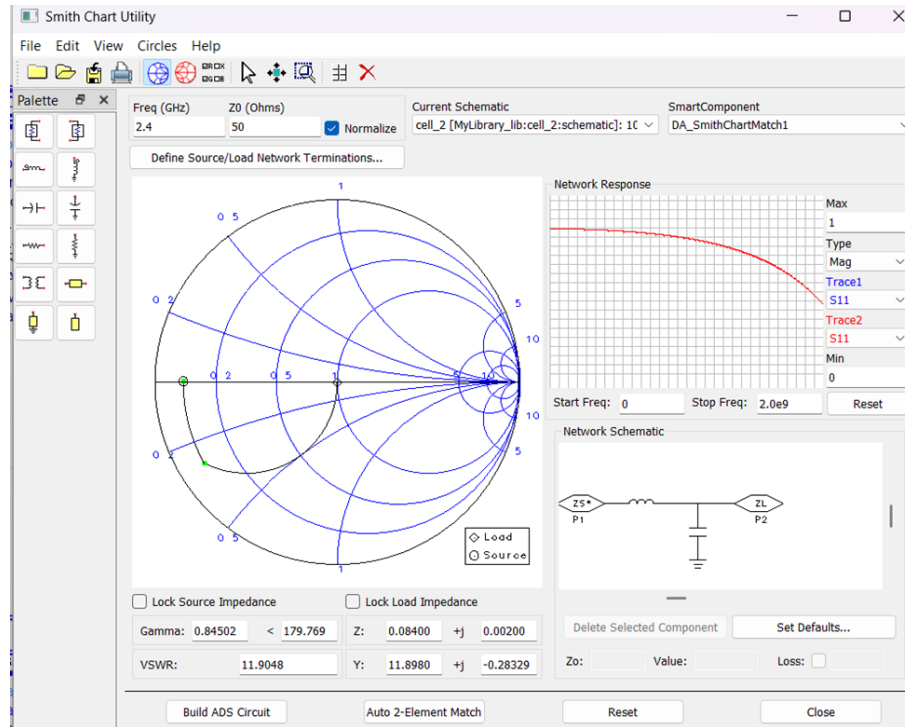 Smith Chart Utility
File Edit View Circles Help
Palette
Freq (GHz) Z0 (Ohms)
2.4 50 Normalize
Current Schematic SmartComponent
cell_2 [MyLibrary_lib:cell_2:schematic]: 10 DA_SmithChartMatch1
Define Source/Load Network Terminations...
1
0 5
0 2 5
10
0 2 0 5 1 5 10
10
0 2 5
0 5
1
Load
Source
Network Response
Max
1
Type
Mag
Trace1
S11
Trace2
S11
Min
0
Start Freq: 0 Stop Freq: 2.0e9 Reset
Network Schematic
ZS* ZL
P1 P2
Lock Source Impedance Lock Load Impedance
Gamma: 0.84502 < 179.769 Z: 0.08400 +j 0.00200
VSWR: 11.9048 Y: 11.8980 +j -0.28329
Delete Selected Component Set Defaults...
Zo: Value: Loss:
Build ADS Circuit Auto 2-Element Match Reset Close